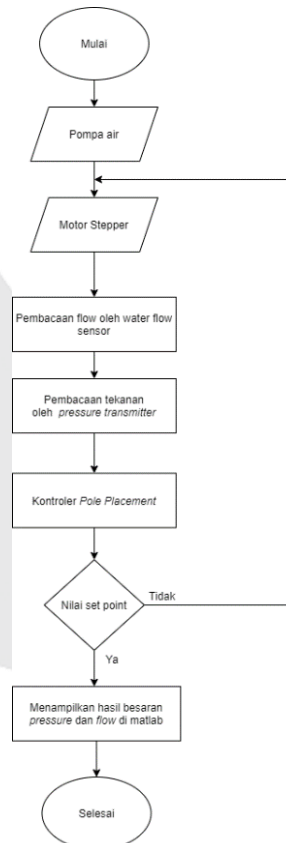 Mulai
Pompa air
Motor Stepper
Pembacaan flow oleh water flow
sensor
Pembacaan tekanan
oleh pressure transmitter
Kontroler Pole Placement
Nilai set point
Tidak
Ya
Menampilkan hasil besaran
pressure dan flow di matlab
Selesai